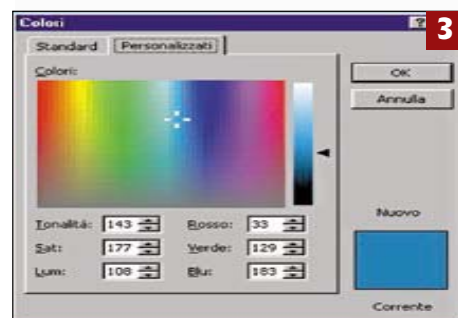 Colori
?
3
Standard Personalizzati
Colori:
OK
Annulla
Tonalità: 143 Rosso: 33
Sat: 177 Verde: 129
Lum: 108 Blu: 183
Nuovo
Corrente